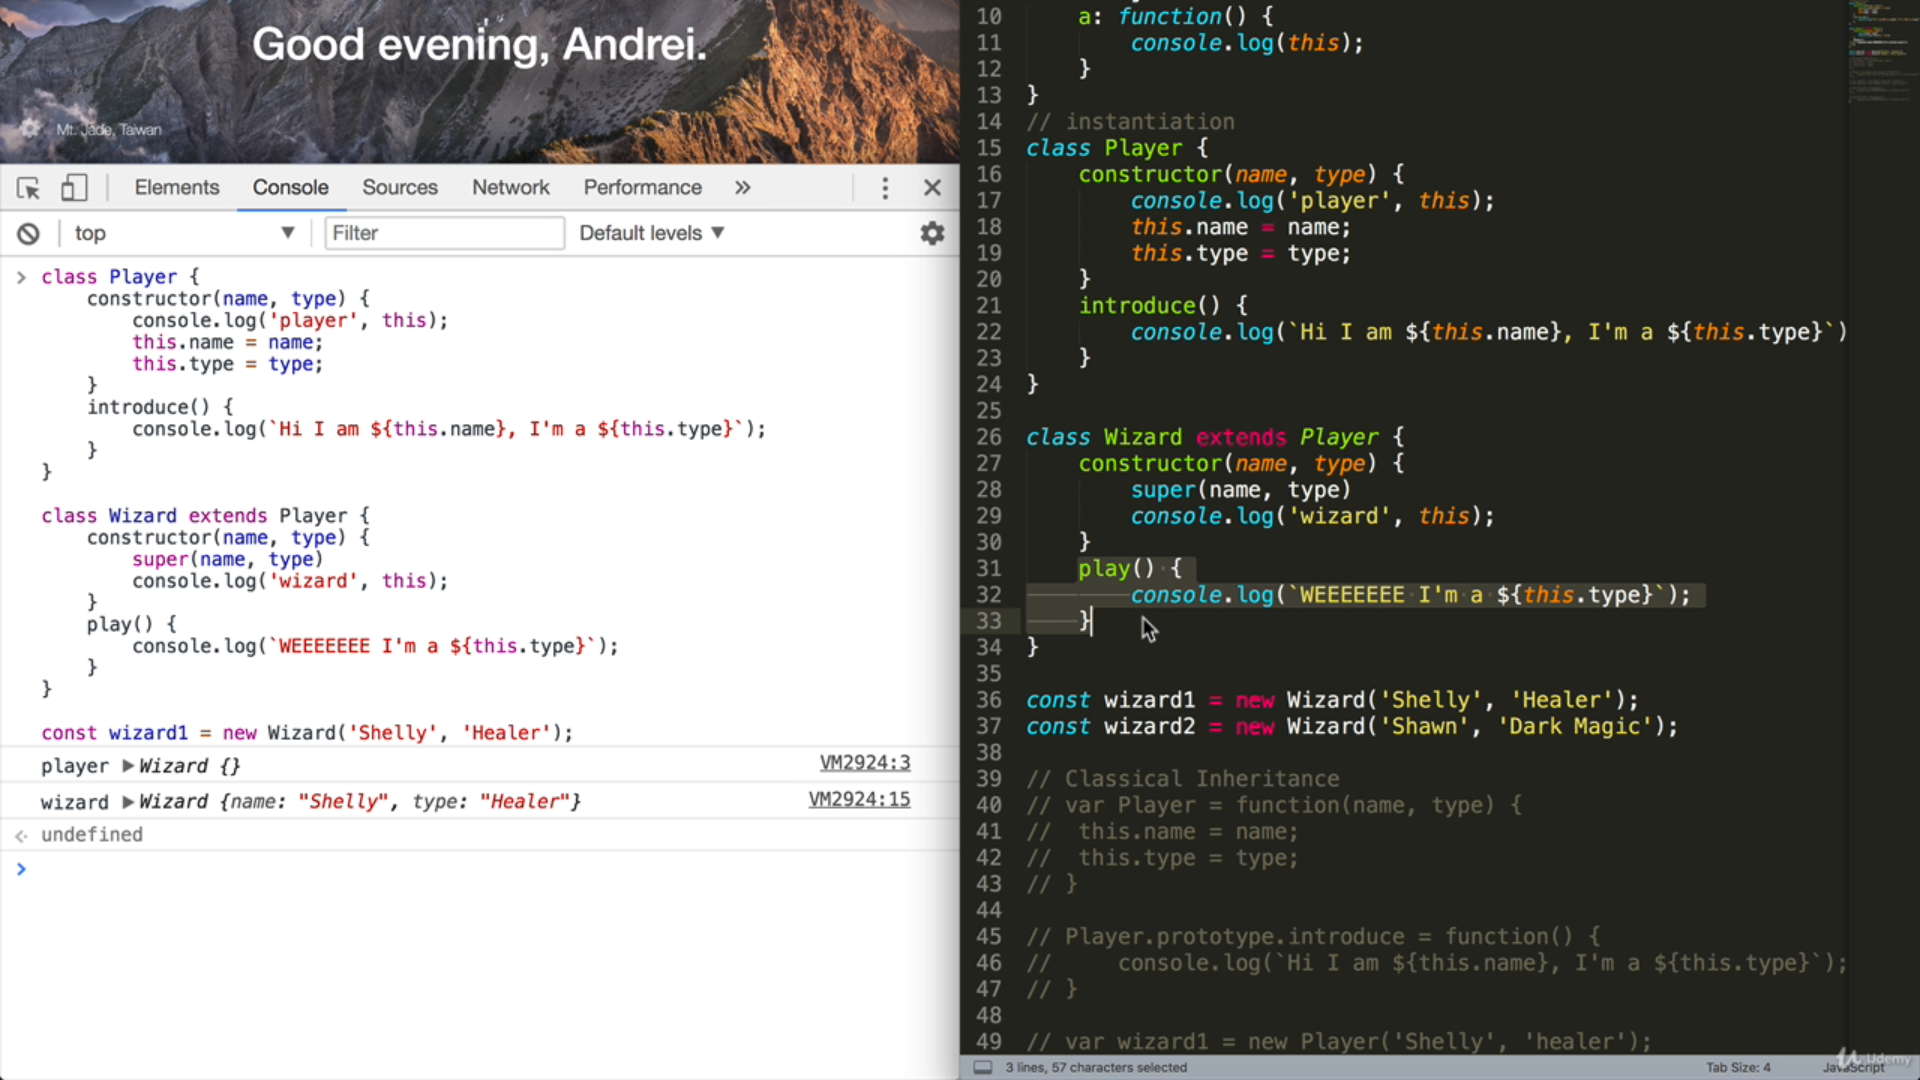 Good evening, Andrei.
Mt. Jade, Taiwan
Elements Console Sources Network Performance »
top ▼ Filter Default levels ▼
> class Player {
constructor(name, type) {
console.log('player', this);
this.name = name;
this.type = type;
}
introduce() {
console.log(`Hi I am ${this.name}, I'm a ${this.type}`);
}
}
class Wizard extends Player {
constructor(name, type) {
super(name, type)
console.log('wizard', this);
}
play() {
console.log(`WEEEEEEE I'm a ${this.type}`);
}
}
const wizard1 = new Wizard('Shelly', 'Healer');
player ▶Wizard {} VM2924:3
wizard ▶Wizard {name: "Shelly", type: "Healer"} VM2924:15
undefined
>
10 a: function() {
11 console.log(this);
12 }
13 }
14 // instantiation
15 class Player {
16 constructor(name, type) {
17 console.log('player', this);
18 this.name = name;
19 this.type = type;
20 }
21 introduce() {
22 console.log(`Hi I am ${this.name}, I'm a ${this.type}`)
23 }
24 }
25
26 class Wizard extends Player {
27 constructor(name, type) {
28 super(name, type)
29 console.log('wizard', this);
30 }
31 play() {
32 console.log(`WEEEEEEE I'm a ${this.type}`);
33 }
34 }
35
36 const wizard1 = new Wizard('Shelly', 'Healer');
37 const wizard2 = new Wizard('Shawn', 'Dark Magic');
38
39 // Classical Inheritance
40 // var Player = function(name, type) {
41 // this.name = name;
42 // this.type = type;
43 // }
44
45 // Player.prototype.introduce = function() {
46 // console.log(`Hi I am ${this.name}, I'm a ${this.type}`);
47 // }
48
49 // var wizard1 = new Player('Shelly', 'healer');
3 lines, 57 characters selected Tab Size: 4 JavaScript
Udemy